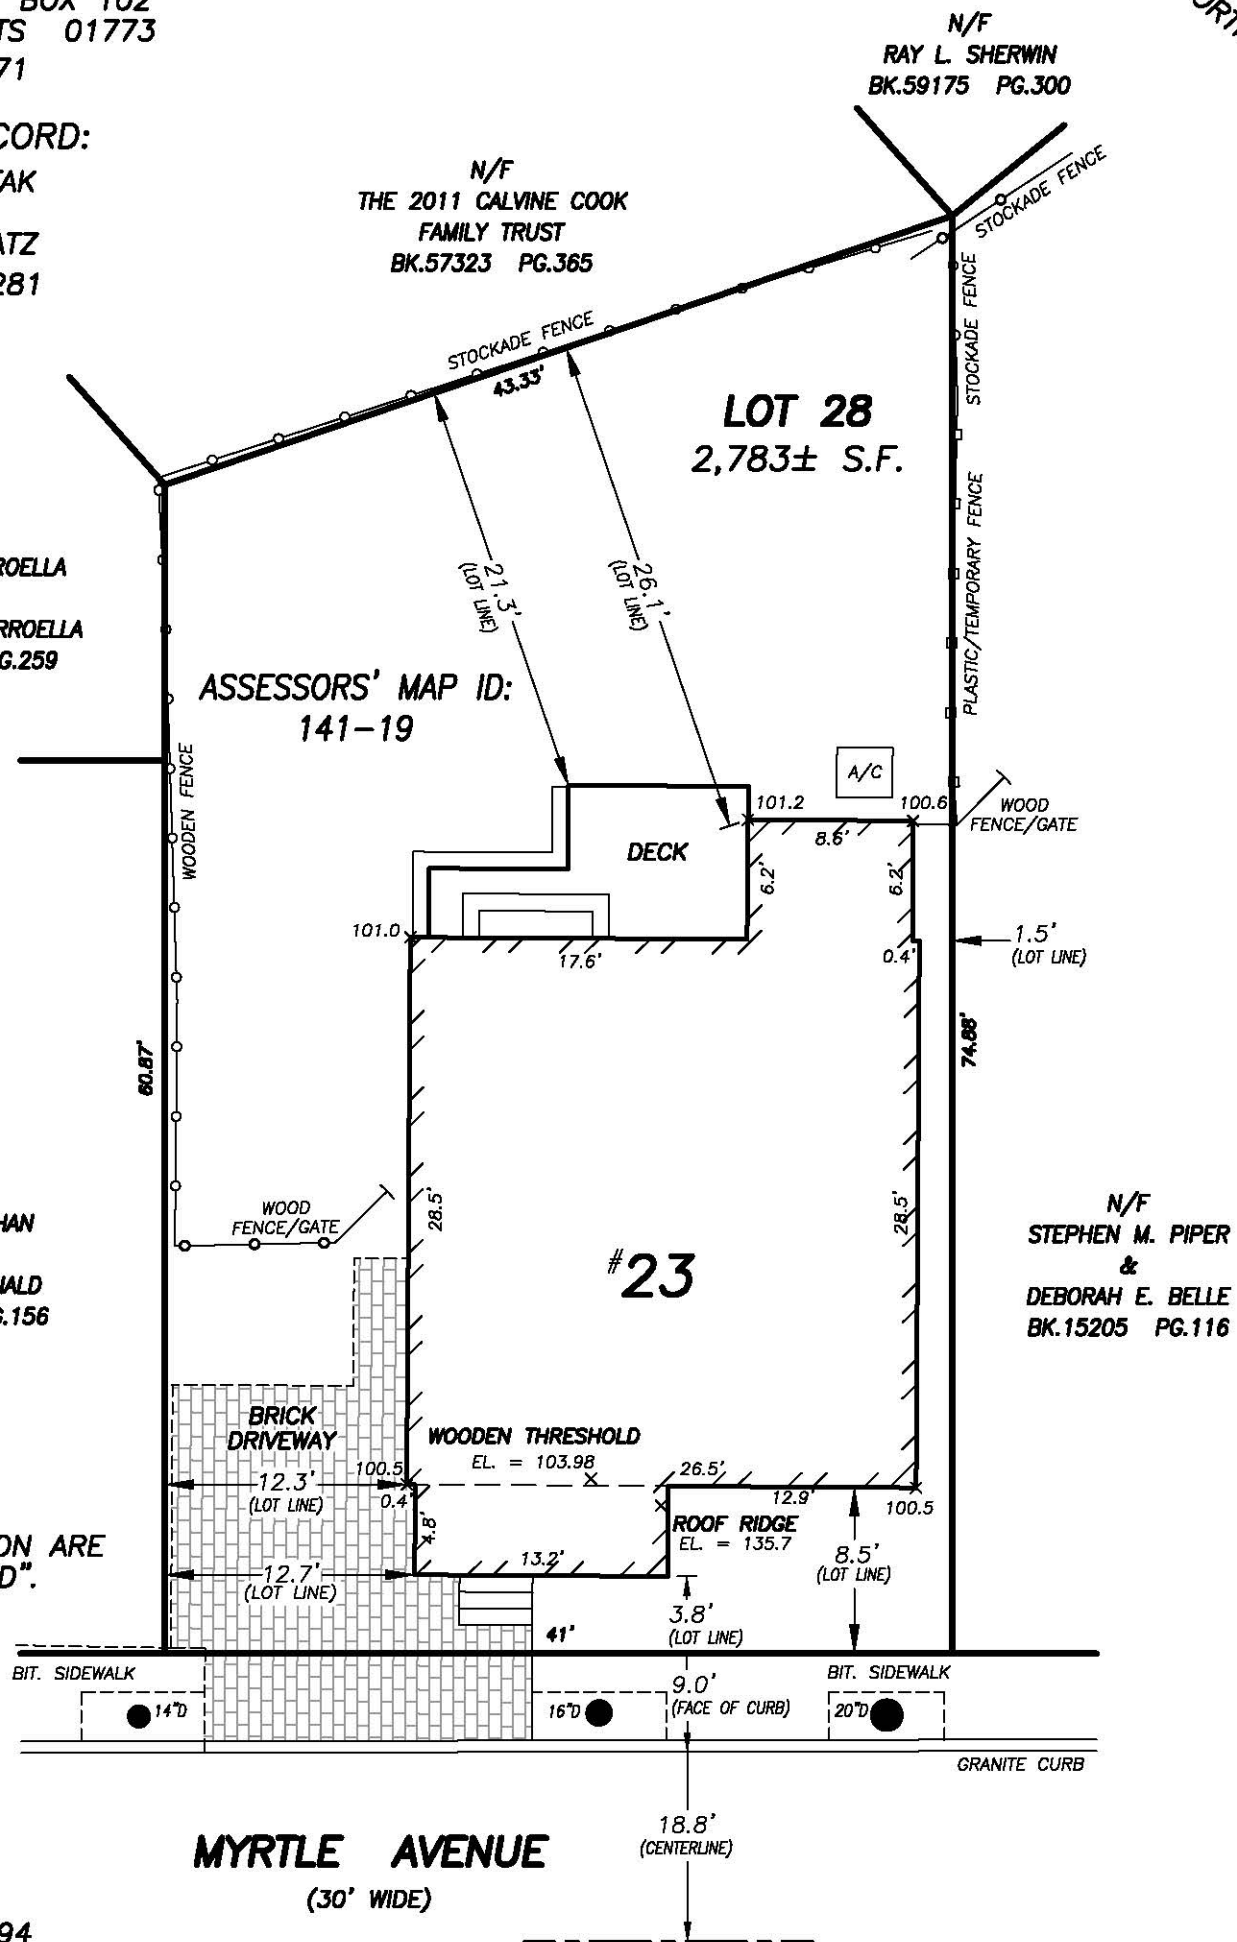 BOX 102
TS 01773
71
CORD:
TAK
ATZ
281
N/F
RAY L. SHERWIN
BK.59175 PG.300
N/F
THE 2011 CALVINE COOK
FAMILY TRUST
BK.57323 PG.365
STOCKADE FENCE
STOCKADE FENCE
43.33'
STOCKADE FENCE
LOT 28
2,783± S.F.
21.3'
(LOT LINE)
26.1'
(LOT LINE)
PLASTIC/TEMPORARY FENCE
ROELLA
RROELLA
G.259
ASSESSORS' MAP ID:
141-19
WOODEN FENCE
A/C
101.2
100.6
WOOD
FENCE/GATE
8.6'
DECK
6.2'
6.2'
101.0
17.6'
0.4'
1.5'
(LOT LINE)
60.87'
74.88'
28.5'
28.5'
WOOD
FENCE/GATE
#23
HAN
NALD
G.156
N/F
STEPHEN M. PIPER
&
DEBORAH E. BELLE
BK.15205 PG.116
BRICK
DRIVEWAY
WOODEN THRESHOLD
EL. = 103.98
26.5'
12.3'
(LOT LINE)
100.5
0.4'
12.9'
100.5
4.8'
ROOF RIDGE
EL. = 135.7
ON ARE
D".
12.7'
(LOT LINE)
13.2'
8.5'
(LOT LINE)
3.8'
(LOT LINE)
41'
BIT. SIDEWALK
BIT. SIDEWALK
9.0'
(FACE OF CURB)
14"D
16"D
20"D
GRANITE CURB
18.8'
(CENTERLINE)
MYRTLE AVENUE
(30' WIDE)
94